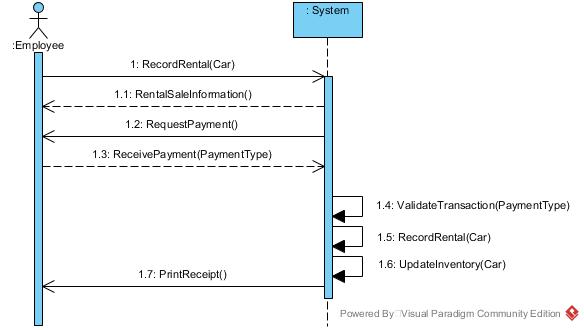 : System
:Employee
1: RecordRental(Car)
1.1: RentalSaleInformation()
1.2: RequestPayment()
1.3: ReceivePayment(PaymentType)
1.4: ValidateTransaction(PaymentType)
1.5: RecordRental(Car)
1.6: UpdateInventory(Car)
1.7: PrintReceipt()
Powered By Visual Paradigm Community Edition